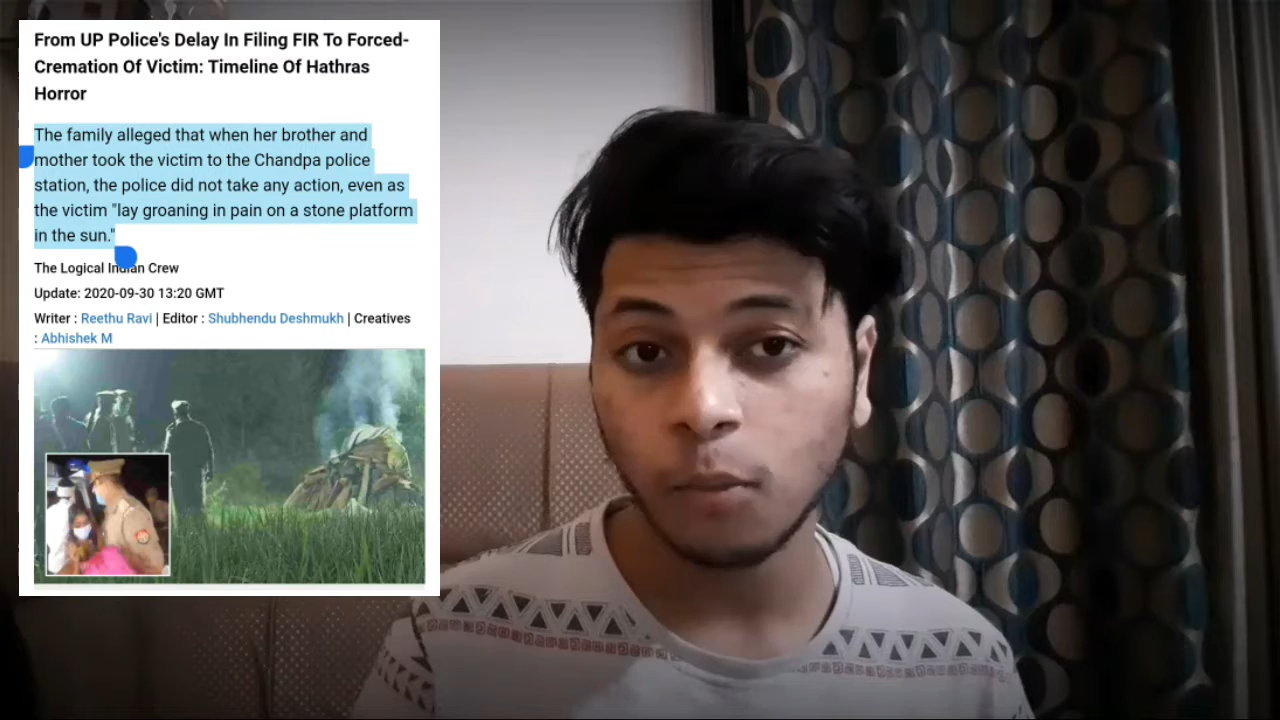 From UP Police's Delay In Filing FIR To Forced-
Cremation Of Victim: Timeline Of Hathras
Horror
The family alleged that when her brother and
mother took the victim to the Chandpa police
station, the police did not take any action, even as
the victim "lay groaning in pain on a stone platform
in the sun."
The Logical Indian Crew
Update: 2020-09-30 13:20 GMT
Writer : Reethu Ravi | Editor : Shubhendu Deshmukh | Creatives
: Abhishek M